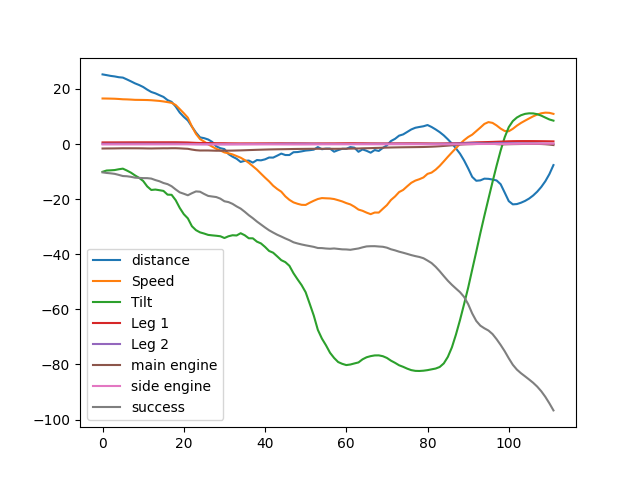 20
0
−20
−40
−60
−80
−100
distance
Speed
Tilt
Leg 1
Leg 2
main engine
side engine
success
0 20 40 60 80 100